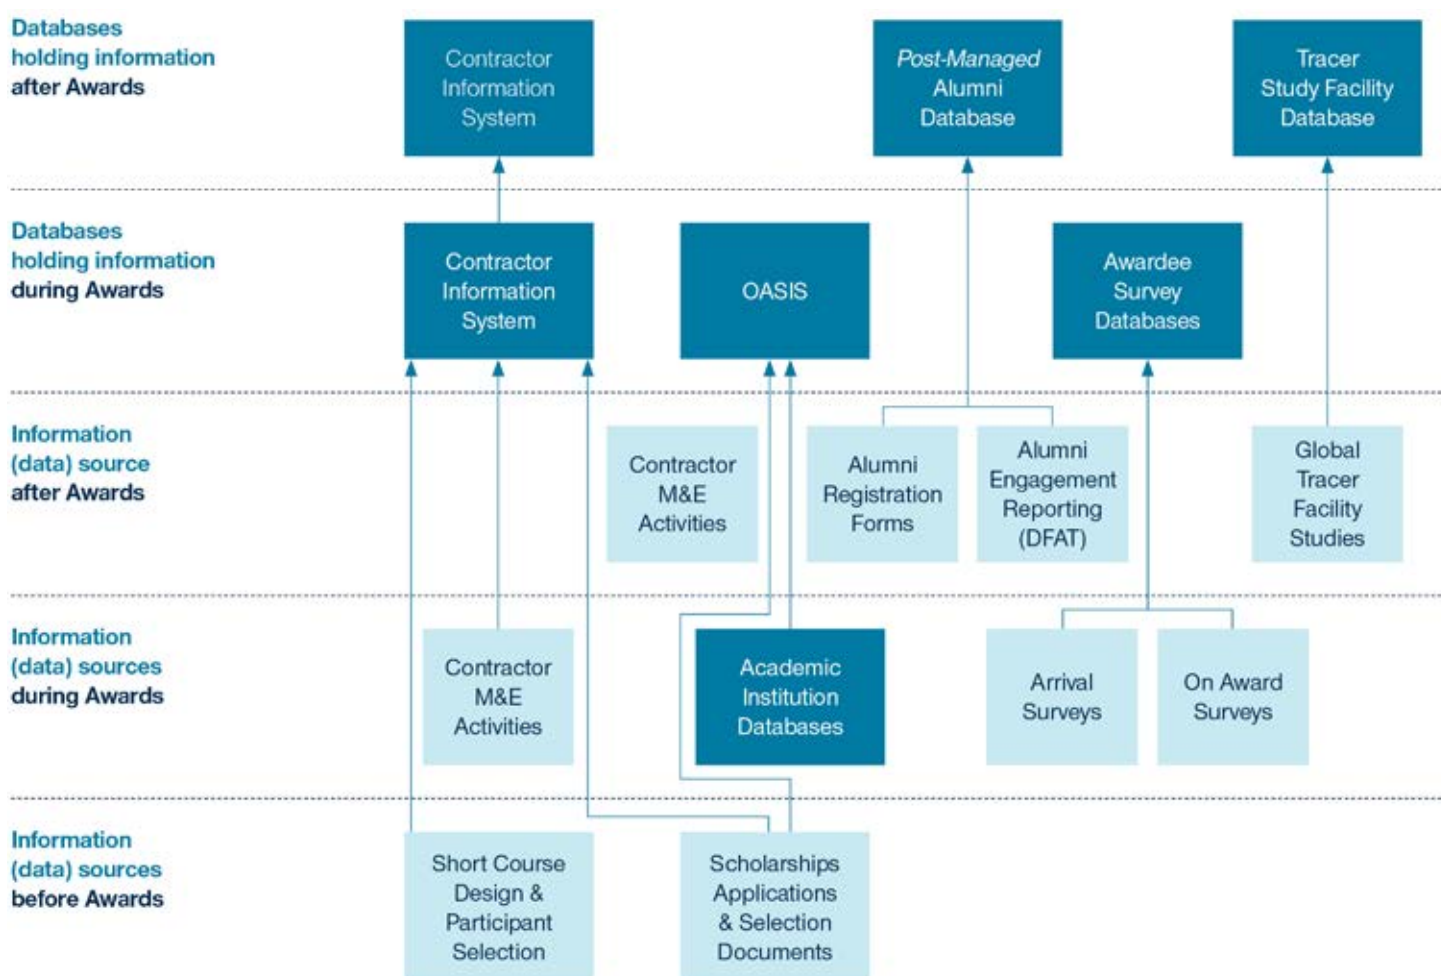 Databases
holding information
after Awards
Contractor
Information
System
Post-Managed
Alumni
Database
Tracer
Study Facility
Database
Databases
holding information
during Awards
Contractor
Information
System
OASIS
Awardee
Survey
Databases
Information
(data) source
after Awards
Contractor
M&E
Activities
Alumni
Registration
Forms
Alumni
Engagement
Reporting
(DFAT)
Global
Tracer
Facility
Studies
Information
(data) sources
during Awards
Contractor
M&E
Activities
Academic
Institution
Databases
Arrival
Surveys
On Award
Surveys
Information
(data) sources
before Awards
Short Course
Design &
Participant
Selection
Scholarships
Applications
& Selection
Documents